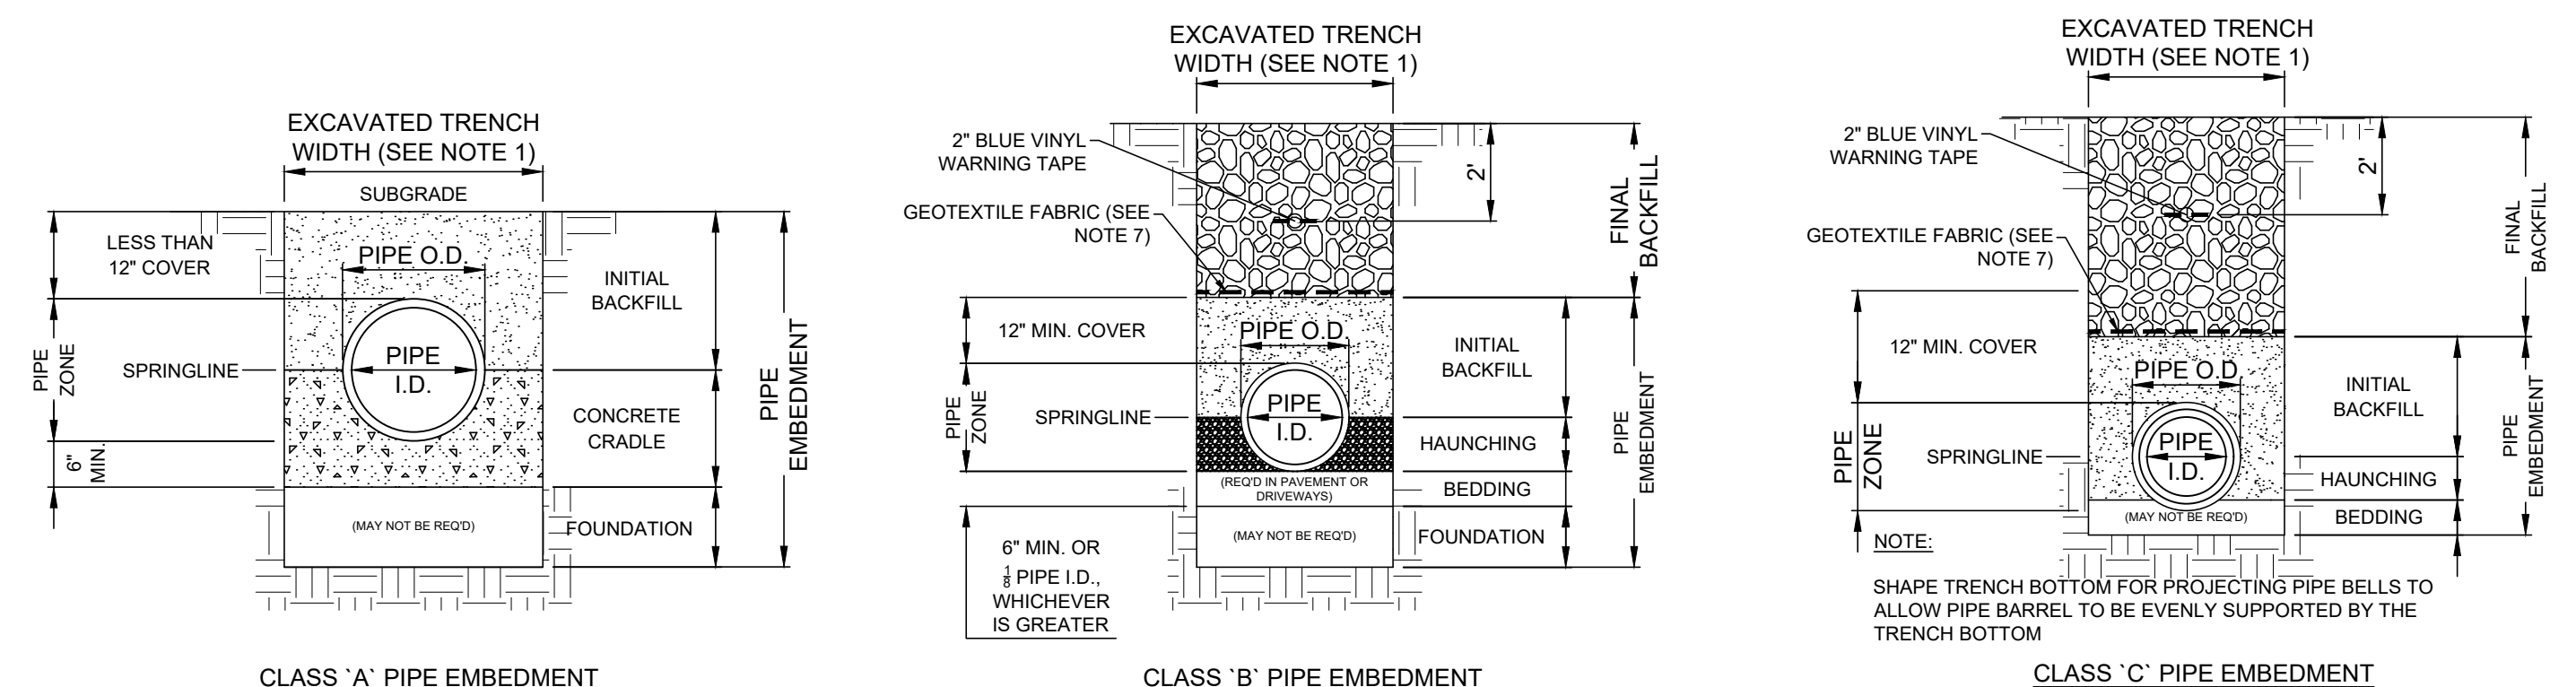 EXCAVATED TRENCH
WIDTH (SEE NOTE 1)
SUBGRADE
LESS THAN
12" COVER
PIPE O.D.
INITIAL
BACKFILL
PIPE
ZONE
SPRINGLINE
PIPE
I.D.
CONCRETE
CRADLE
PIPE
EMBEDMENT
6"
MIN.
(MAY NOT BE REQ'D)
FOUNDATION
CLASS `A` PIPE EMBEDMENT
EXCAVATED TRENCH
WIDTH (SEE NOTE 1)
2" BLUE VINYL
WARNING TAPE
2'
FINAL
BACKFILL
GEOTEXTILE FABRIC (SEE
NOTE 7)
12" MIN. COVER
PIPE O.D.
INITIAL
BACKFILL
PIPE
ZONE
SPRINGLINE
PIPE
I.D.
HAUNCHING
PIPE
EMBEDMENT
(REQ'D IN PAVEMENT OR
DRIVEWAYS)
BEDDING
(MAY NOT BE REQ'D)
FOUNDATION
6" MIN. OR
1/8 PIPE I.D.,
WHICHEVER
IS GREATER
CLASS `B` PIPE EMBEDMENT
EXCAVATED TRENCH
WIDTH (SEE NOTE 1)
2" BLUE VINYL
WARNING TAPE
2'
FINAL
BACKFILL
GEOTEXTILE FABRIC (SEE
NOTE 7)
12" MIN. COVER
PIPE O.D.
INITIAL
BACKFILL
PIPE
ZONE
SPRINGLINE
PIPE
I.D.
HAUNCHING
PIPE
EMBEDMENT
(MAY NOT BE REQ'D)
BEDDING
NOTE:
SHAPE TRENCH BOTTOM FOR PROJECTING PIPE BELLS TO
ALLOW PIPE BARREL TO BE EVENLY SUPPORTED BY THE
TRENCH BOTTOM
CLASS `C` PIPE EMBEDMENT